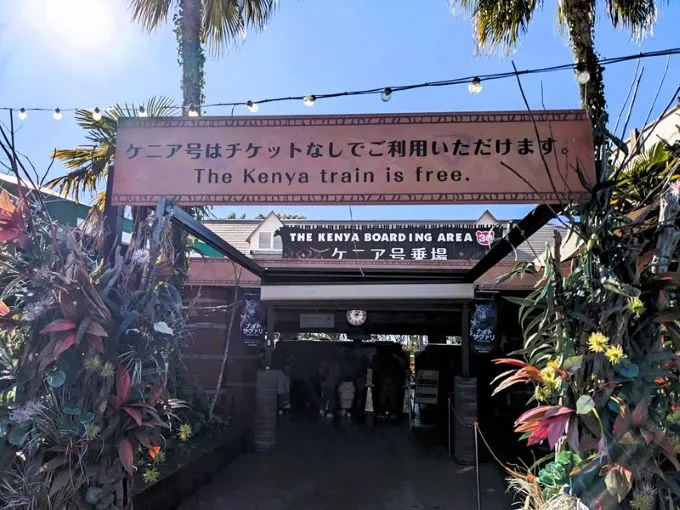 ケニア号はチケットなしでご利用いただけます。
The Kenya train is free.
THE KENYA BOARDING AREA
ケニア号乗場